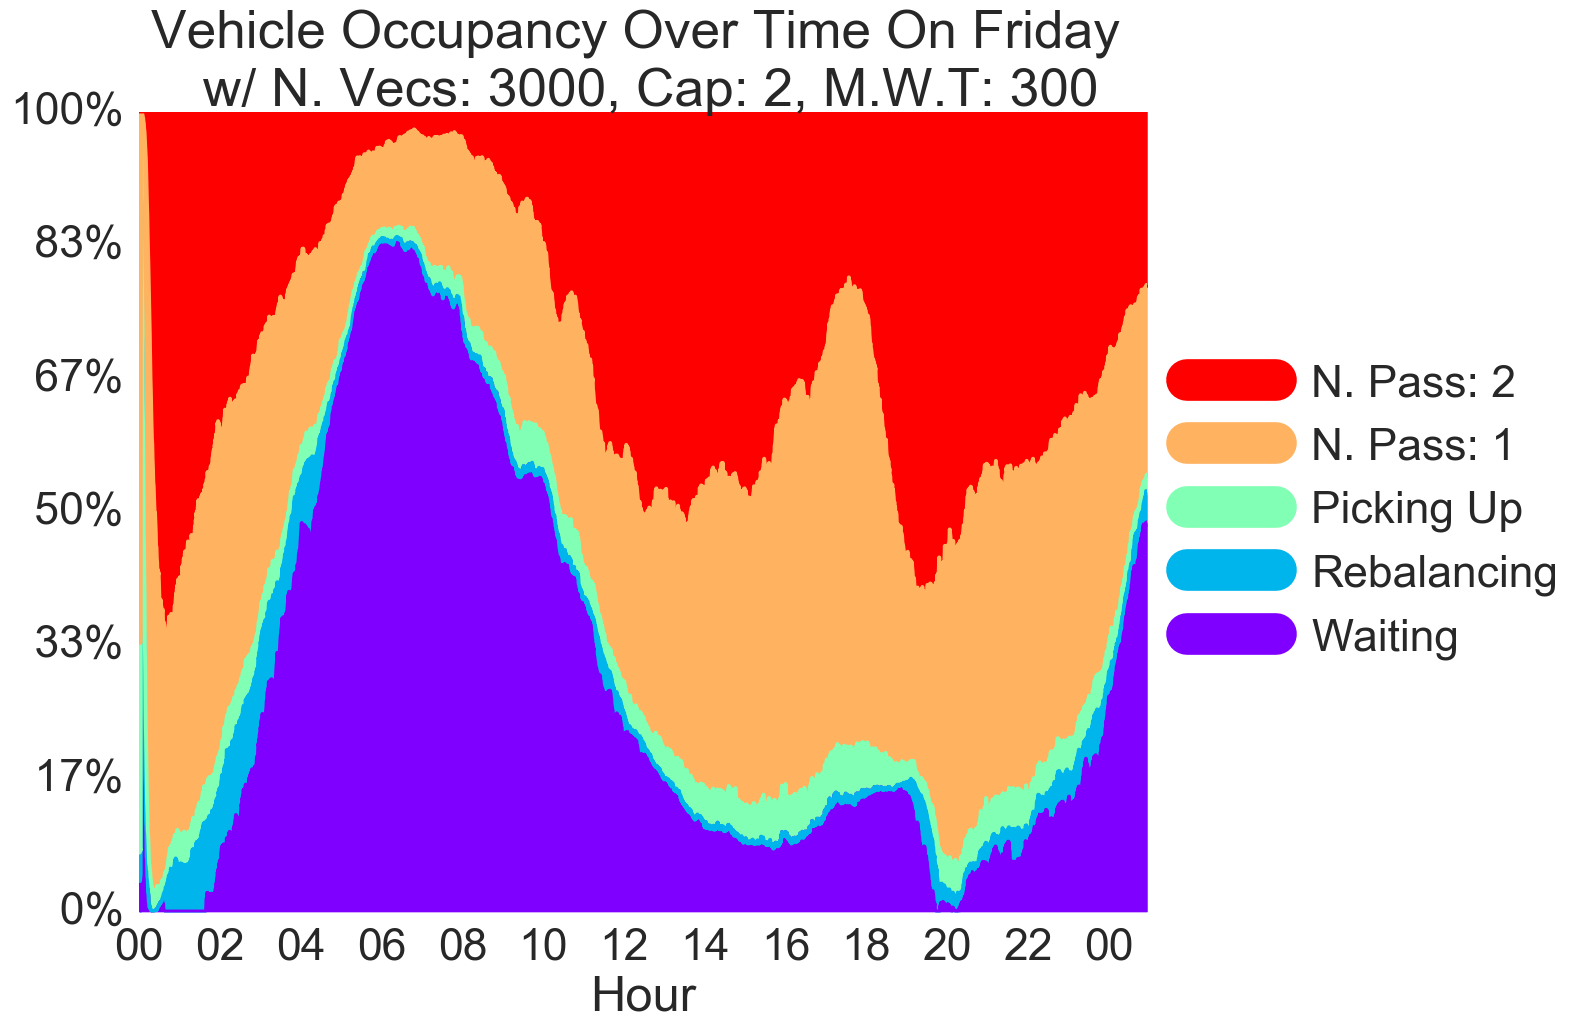 Vehicle Occupancy Over Time On Friday
w/ N. Vecs: 3000, Cap: 2, M.W.T: 300
100%
83%
67%
50%
33%
17%
0%
00 02 04 06 08 10 12 14 16 18 20 22 00
Hour
N. Pass: 2
N. Pass: 1
Picking Up
Rebalancing
Waiting